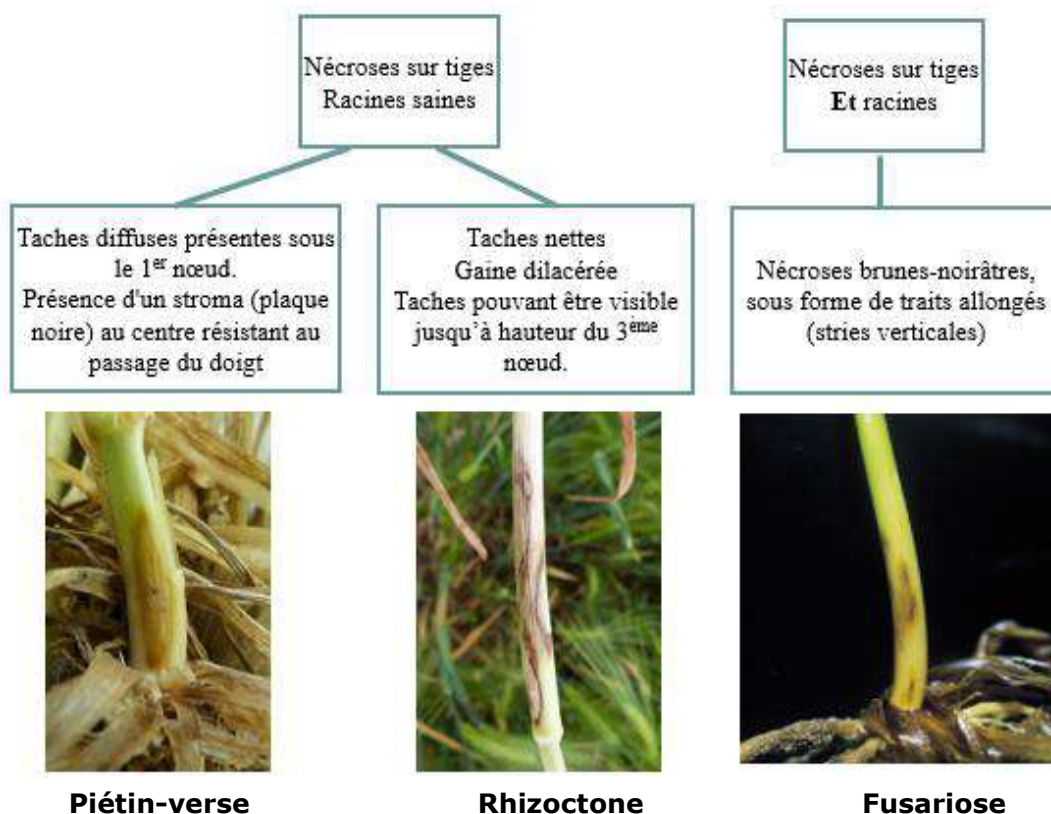 Nécroses sur tiges
Racines saines
Nécroses sur tiges
Et racines
Taches diffuses présentes sous
le 1er nœud.
Présence d'un stroma (plaque
noire) au centre résistant au
passage du doigt
Taches nettes
Gaine dilacérée
Taches pouvant être visible
jusqu'à hauteur du 3ème
nœud.
Nécroses brunes-noirâtres,
sous forme de traits allongés
(stries verticales)
Piétin-verse
Rhizoctone
Fusariose